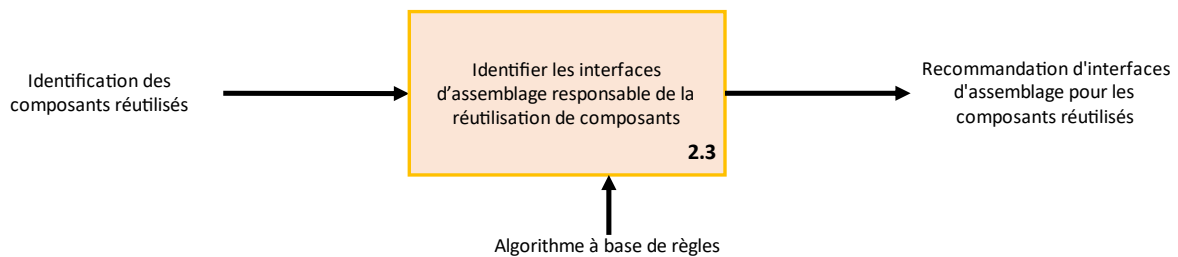 Identification des
composants réutilisés
Identifier les interfaces
d’assemblage responsable de la
réutilisation de composants
2.3
Recommandation d'interfaces
d'assemblage pour les
composants réutilisés
Algorithme à base de règles